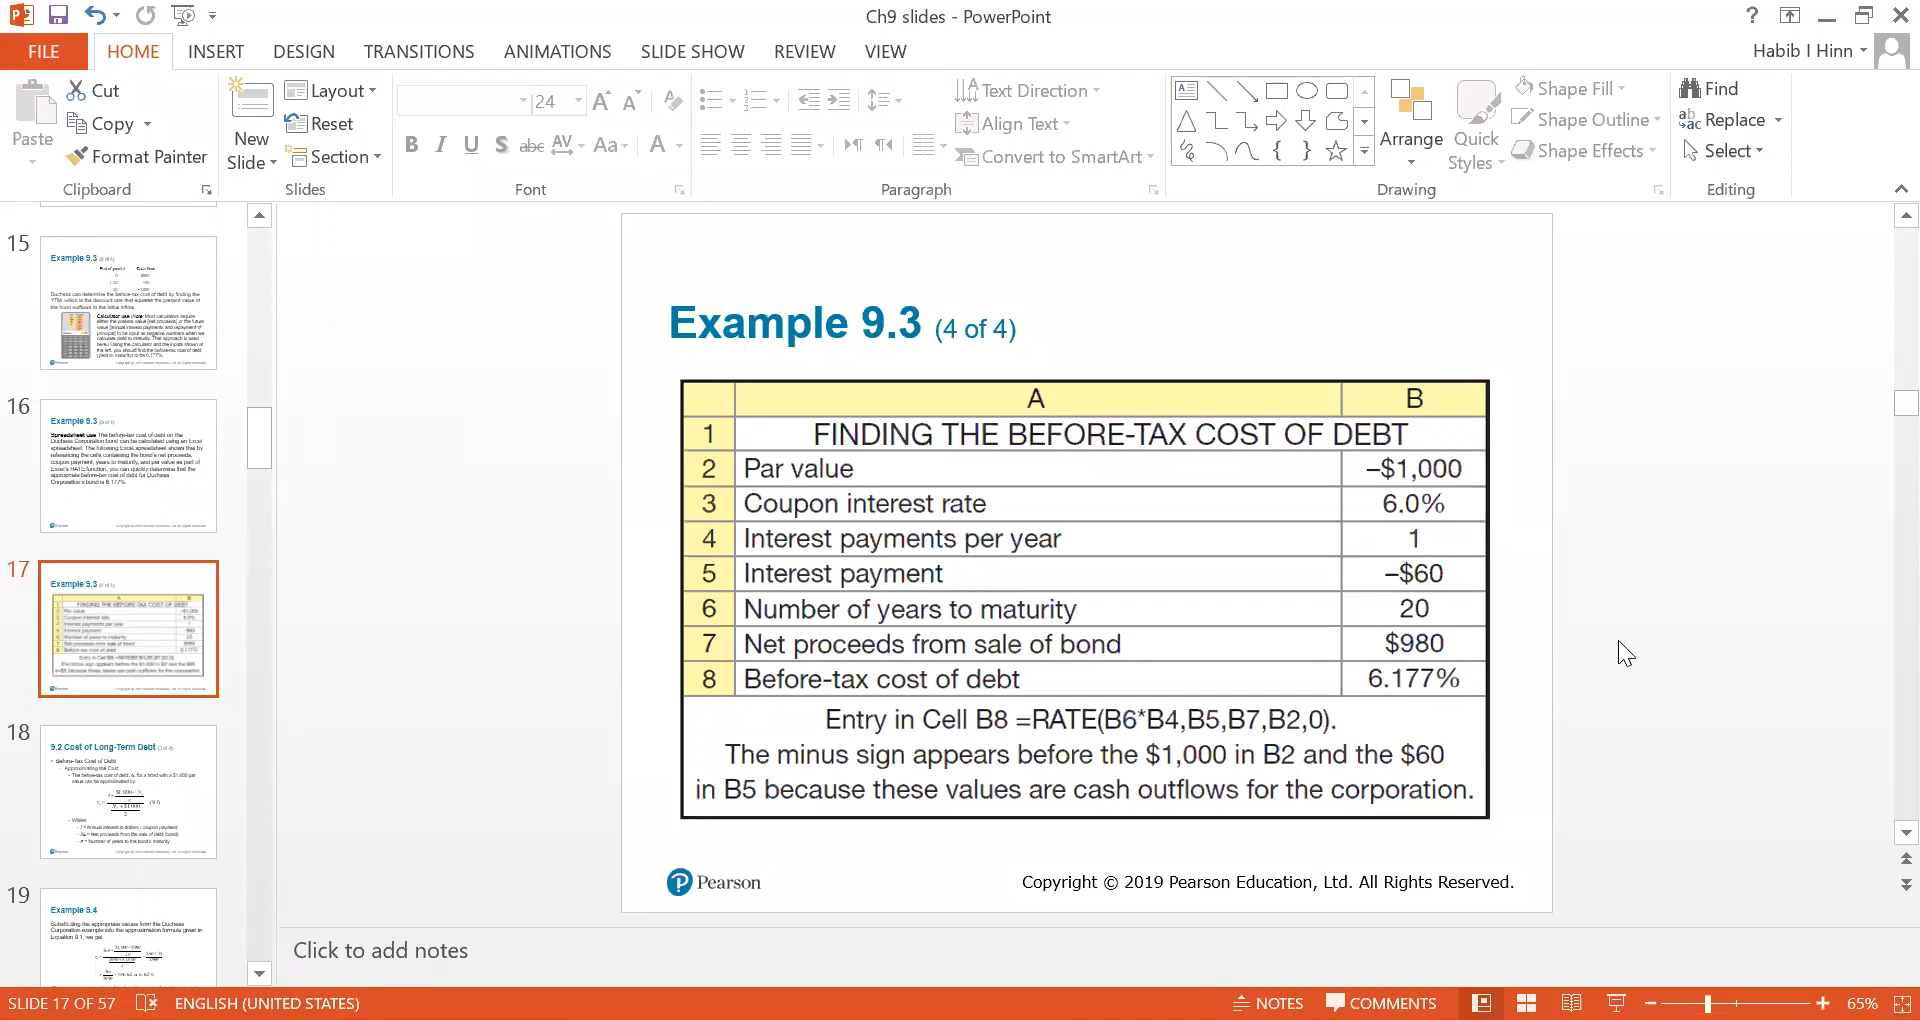 Ch9 slides - PowerPoint
?
FILE HOME INSERT DESIGN TRANSITIONS ANIMATIONS SLIDE SHOW REVIEW VIEW
Habib I Hinn
Paste
Cut
Copy
Format Painter
Clipboard
New
Slide
Layout
Reset
Section
Slides
24
B I U S abc AV Aa A
Font
Paragraph
Text Direction
Align Text
Convert to SmartArt
Arrange
Quick
Styles
Shape Fill
Shape Outline
Shape Effects
Drawing
Find
Replace
Select
Editing
15
Example 9.3
16
Example 9.3
17
Example 9.3
18
9.2 Cost of Long-Term Debt
19
Example 9.4
Example 9.3 (4 of 4)
A B
1 FINDING THE BEFORE-TAX COST OF DEBT
2 Par value –$1,000
3 Coupon interest rate 6.0%
4 Interest payments per year 1
5 Interest payment –$60
6 Number of years to maturity 20
7 Net proceeds from sale of bond $980
8 Before-tax cost of debt 6.177%
Entry in Cell B8 =RATE(B6*B4,B5,B7,B2,0).
The minus sign appears before the $1,000 in B2 and the $60
in B5 because these values are cash outflows for the corporation.
Pearson
Copyright © 2019 Pearson Education, Ltd. All Rights Reserved.
Click to add notes
SLIDE 17 OF 57 ENGLISH (UNITED STATES) NOTES COMMENTS 65%